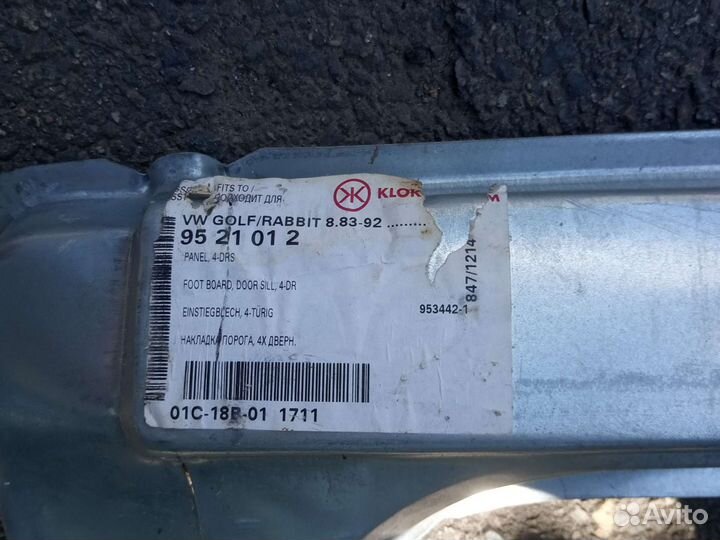 FITS TO /
ПОДХОДИТ ДЛЯ
KLOK
M
VW GOLF/RABBIT 8.83-92 .........
95 21 01 2
PANEL, 4-DRS
FOOT BOARD, DOOR SILL, 4-DR
EINSTIEGBLECH, 4-TÜRIG
НАКЛАДКА ПОРОГА, 4Х ДВЕРН.
953442-1
847/1214
01C-18B-01 1711
Avito